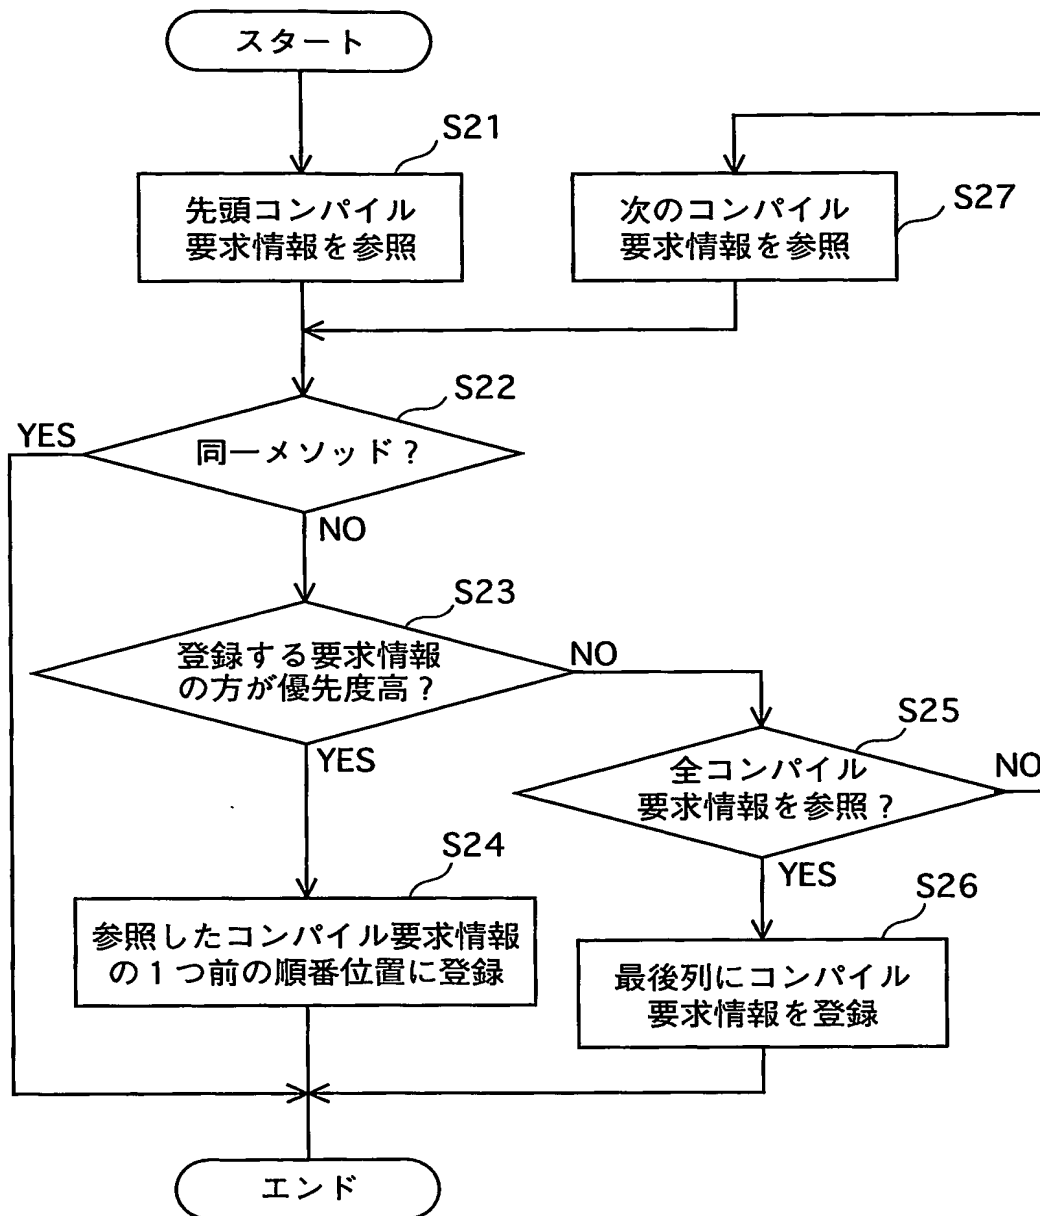 スタート
S21
先頭コンパイル
要求情報を参照
S27
次のコンパイル
要求情報を参照
S22
同一メソッド？
YES
NO
S23
登録する要求情報
の方が優先度高？
NO
YES
S25
全コンパイル
要求情報を参照？
NO
YES
S24
参照したコンパイル要求情報
の１つ前の順番位置に登録
S26
最後列にコンパイル
要求情報を登録
エンド